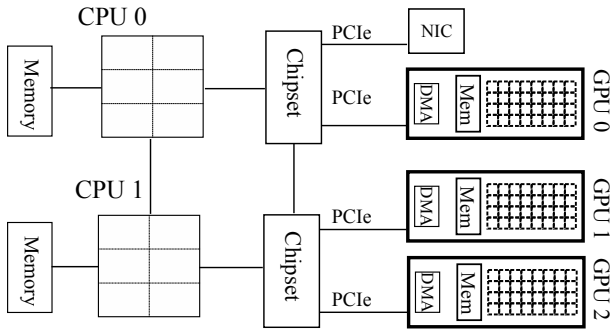 CPU 0
Memory
Chipset
PCIe
NIC
PCIe
DMA
Mem
GPU 0
CPU 1
Memory
Chipset
PCIe
DMA
Mem
GPU 1
PCIe
DMA
Mem
GPU 2